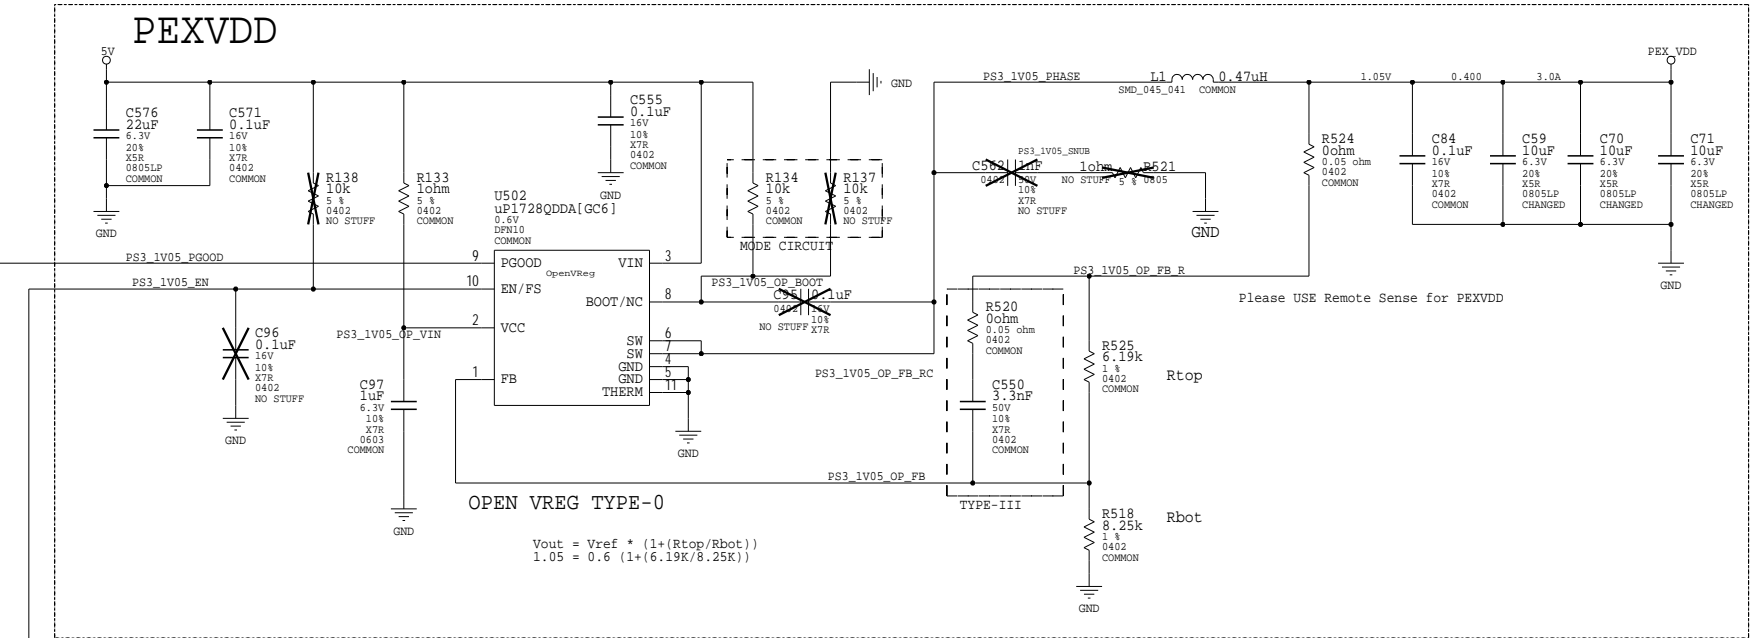 PEXVDD
5V
C576
22uF
6.3V
20%
X5R
0805LP
COMMON
C571
0.1uF
16V
10%
X7R
0402
COMMON
GND
R138
10k
5 %
0402
NO STUFF
R133
1ohm
5 %
0402
COMMON
C555
0.1uF
16V
10%
X7R
0402
COMMON
GND
GND
R134
10k
5 %
0402
COMMON
R137
10k
5 %
0402
NO STUFF
MODE CIRCUIT
U502
uP1728QDDA[GC6]
0.6V
DFN10
COMMON
OpenVReg
9 PGOOD
10 EN/FS
2 VCC
1 FB
VIN 3
BOOT/NC 8
SW 6
SW 7
GND 4
GND 5
THERM 11
GND
PS3_1V05_PGOOD
PS3_1V05_EN
PS3_1V05_OP_VIN
C96
0.1uF
16V
10%
X7R
0402
NO STUFF
GND
C97
1uF
6.3V
10%
X7R
0603
COMMON
GND
PS3_1V05_OP_BOOT
C95 0.1uF
0402 16V
10%
NO STUFF X7R
PS3_1V05_PHASE
L1 0.47uH
SMD_045_041 COMMON
1.05V 0.400 3.0A
PEX_VDD
PS3_1V05_SNUB
C562 1nF
0402 50V
10%
X7R
NO STUFF
1ohm R521
NO STUFF 5 % 0805
GND
R524
0ohm
0.05 ohm
0402
COMMON
C84
0.1uF
16V
10%
X7R
0402
COMMON
C59
10uF
6.3V
20%
X5R
0805LP
CHANGED
C70
10uF
6.3V
20%
X5R
0805LP
CHANGED
C71
10uF
6.3V
20%
X5R
0805LP
CHANGED
GND
PS3_1V05_OP_FB_R
Please USE Remote Sense for PEXVDD
R520
0ohm
0.05 ohm
0402
COMMON
PS3_1V05_OP_FB_RC
C550
3.3nF
50V
10%
X7R
0402
COMMON
TYPE-III
R525
6.19k
1 %
0402
COMMON
Rtop
PS3_1V05_OP_FB
R518
8.25k
1 %
0402
COMMON
Rbot
GND
OPEN VREG TYPE-0
Vout = Vref * (1+(Rtop/Rbot))
1.05 = 0.6 (1+(6.19K/8.25K))